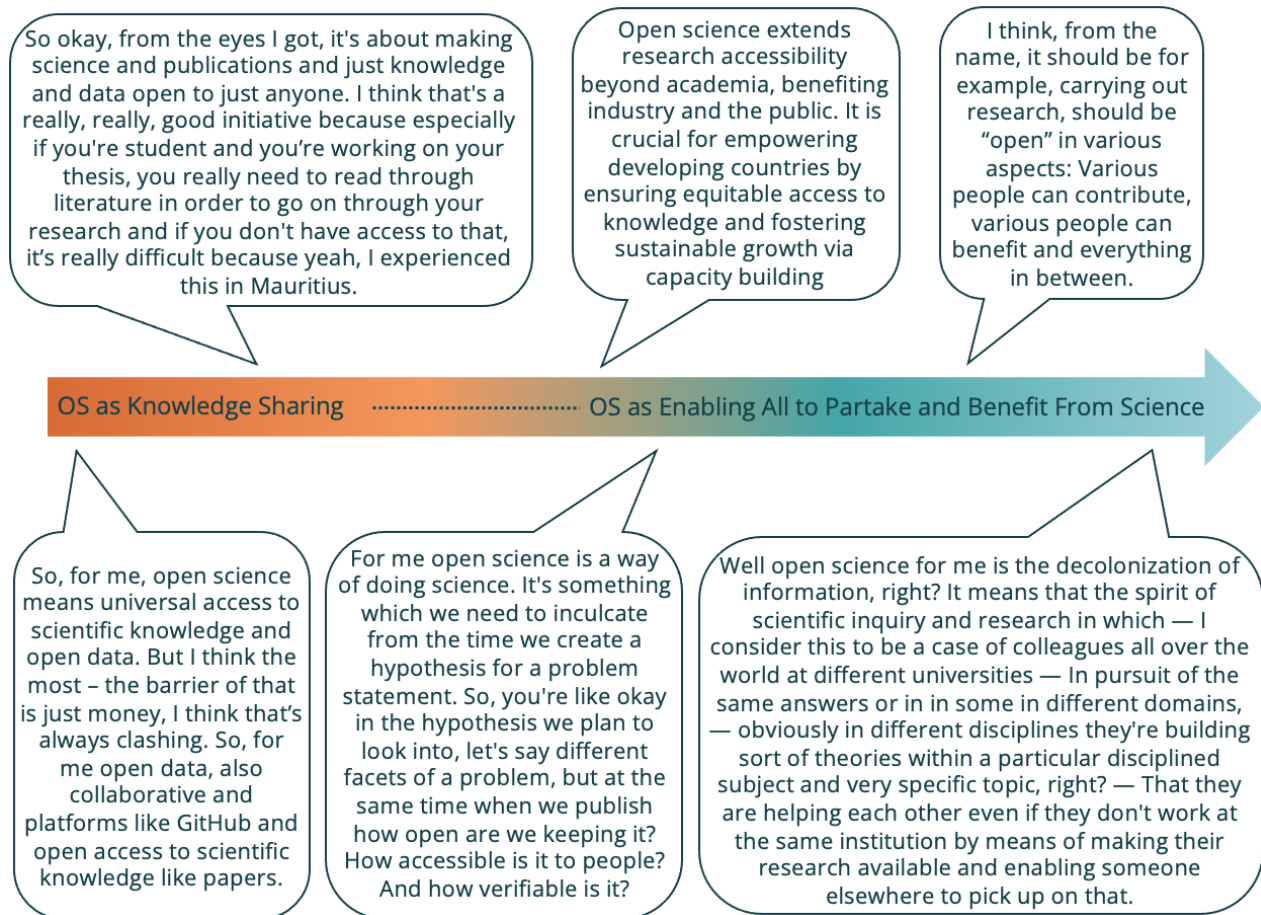 So okay, from the eyes I got, it's about making
science and publications and just knowledge
and data open to just anyone. I think that's a
really, really, good initiative because especially
if you're student and you’re working on your
thesis, you really need to read through
literature in order to go on through your
research and if you don't have access to that,
it’s really difficult because yeah, I experienced
this in Mauritius.
Open science extends
research accessibility
beyond academia, benefiting
industry and the public. It is
crucial for empowering
developing countries by
ensuring equitable access to
knowledge and fostering
sustainable growth via
capacity building
I think, from the
name, it should be for
example, carrying out
research, should be
“open” in various
aspects: Various
people can contribute,
various people can
benefit and everything
in between.
OS as Knowledge Sharing
OS as Enabling All to Partake and Benefit From Science
So, for me, open science
means universal access to
scientific knowledge and
open data. But I think the
most – the barrier of that
is just money, I think that’s
always clashing. So, for
me open data, also
collaborative and
platforms like GitHub and
open access to scientific
knowledge like papers.
For me open science is a way
of doing science. It's something
which we need to inculcate
from the time we create a
hypothesis for a problem
statement. So, you're like okay
in the hypothesis we plan to
look into, let's say different
facets of a problem, but at the
same time when we publish
how open are we keeping it?
How accessible is it to people?
And how verifiable is it?
Well open science for me is the decolonization of
information, right? It means that the spirit of
scientific inquiry and research in which — I
consider this to be a case of colleagues all over the
world at different universities — In pursuit of the
same answers or in in some in different domains,
— obviously in different disciplines they're building
sort of theories within a particular disciplined
subject and very specific topic, right? — That they
are helping each other even if they don't work at
the same institution by means of making their
research available and enabling someone
elsewhere to pick up on that.